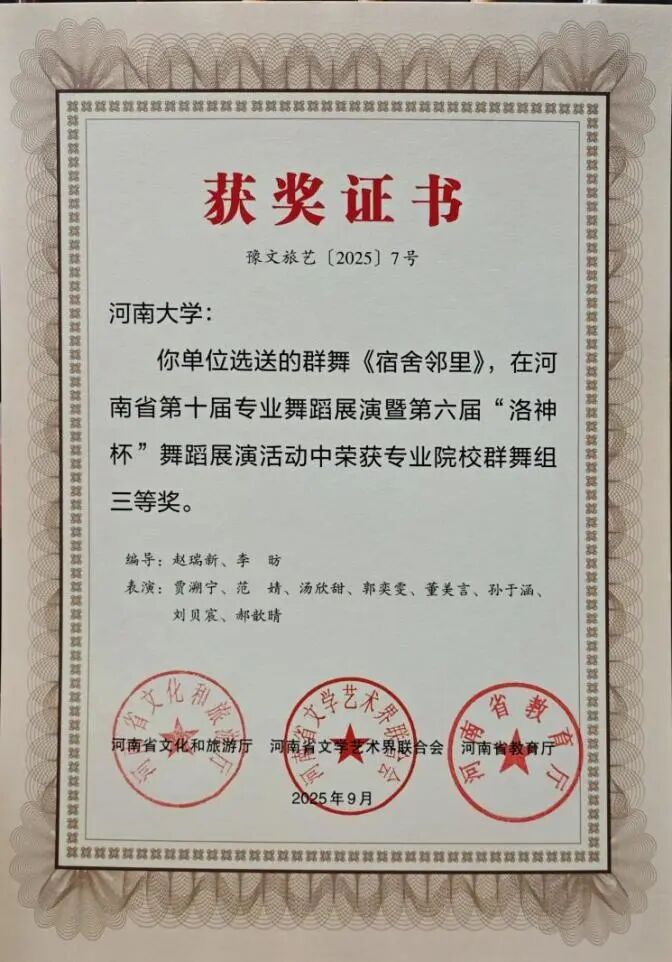 获奖证书
豫文旅艺〔2025〕7号
河南大学：
你单位选送的群舞《宿舍邻里》，在河
南省第十届专业舞蹈展演暨第六届“洛神
杯”舞蹈展演活动中荣获专业院校群舞组
三等奖。
编导：赵瑞新、李　昉
表演：贾溯宁、范　婧、汤欣甜、郭奕雯、董美言、孙于涵、
刘贝宸、郝歆晴
河南省文化和旅游厅
河南省文学艺术界联合会
河南省教育厅
河南省文化和旅游厅　河南省文学艺术界联合会　河南省教育厅
2025年9月